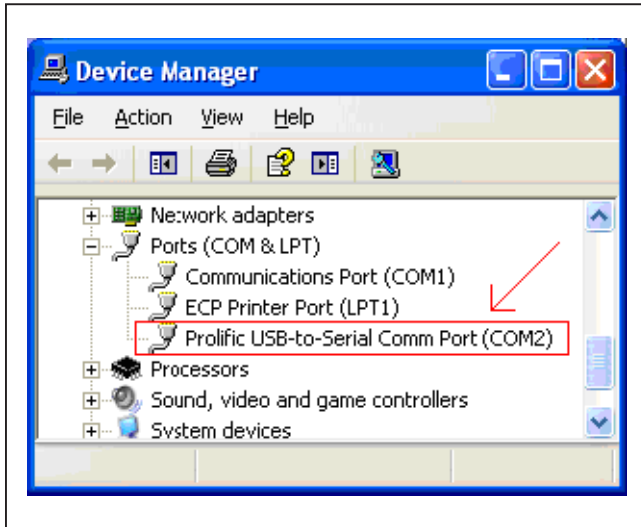 Device Manager
File Action View Help
Network adapters
Ports (COM & LPT)
Communications Port (COM1)
ECP Printer Port (LPT1)
Prolific USB-to-Serial Comm Port (COM2)
Processors
Sound, video and game controllers
System devices